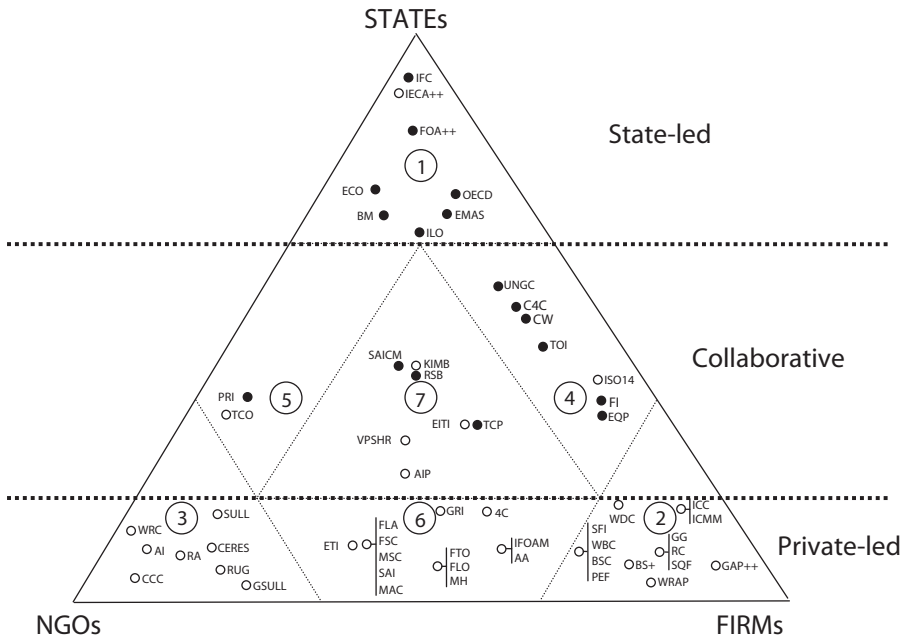 STATEs
IFC
IECA++
FOA++
State-led
1
ECO
OECD
BM
EMAS
ILO
UNGC
C4C
CW
TOI
SAICM
KIMB
RSB
Collaborative
ISO14
PRI
5
7
4
FI
TCO
EQP
EITI
TCP
VPSHR
AIP
3
SULL
6
GRI
4C
WDC
2
ICC
ICMM
WRC
FLA
FSC
MSC
SAI
MAC
SFI
WBC
BSC
PEF
GG
RC
SQF
Private-led
AI
RA
CERES
ETI
FTO
FLO
MH
IFOAM
AA
BS+
GAP++
CCC
RUG
GSULL
WRAP
NGOs
FIRMs